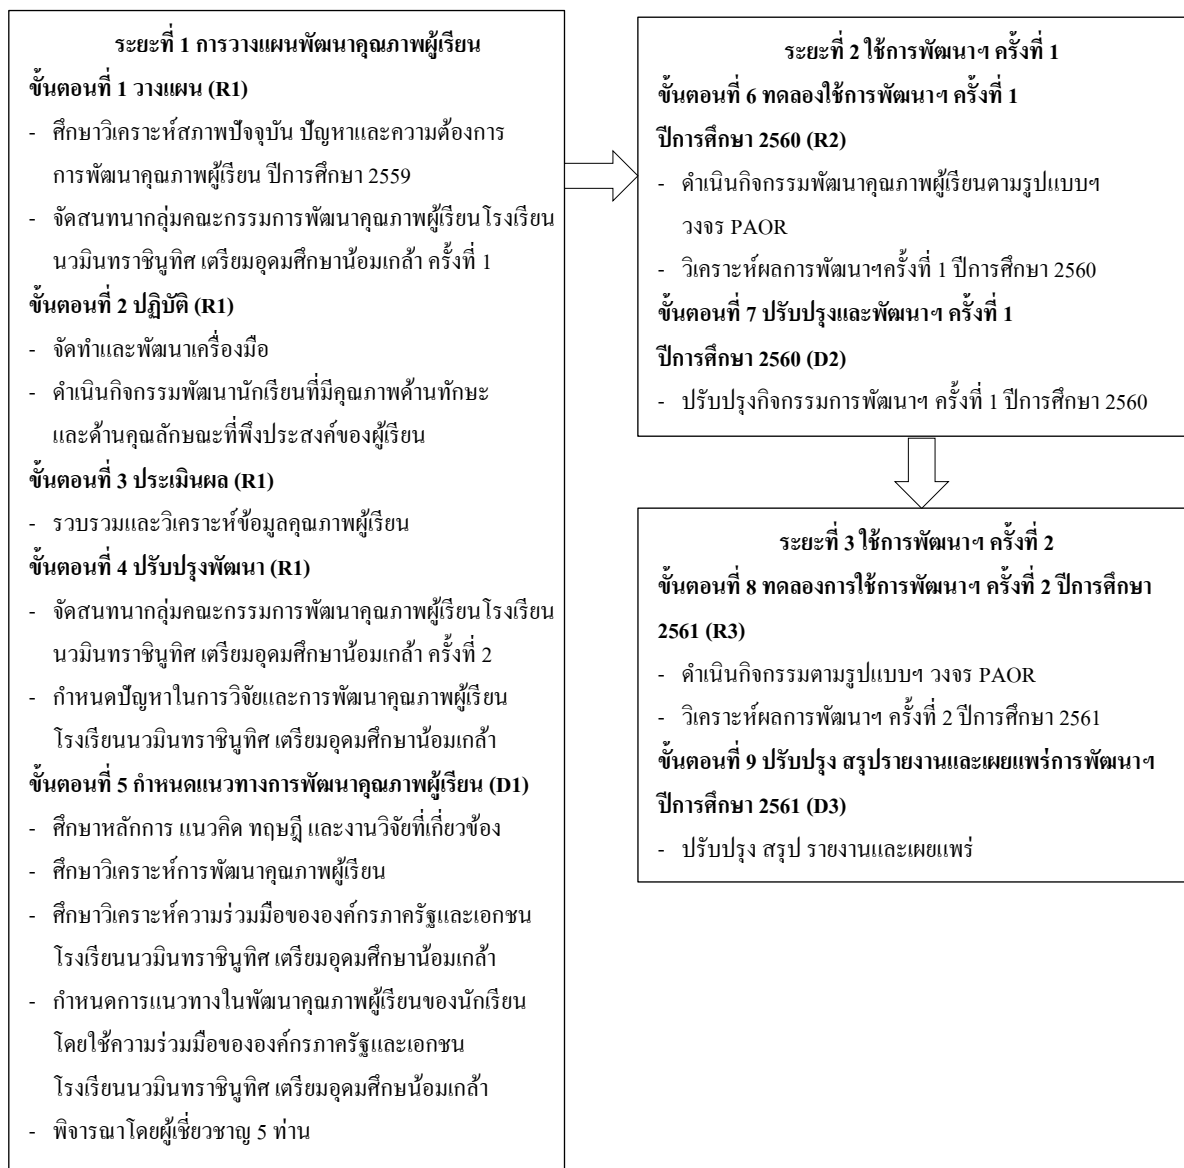 ระยะที่ 1 การวางแผนพัฒนาคุณภาพผู้เรียน
ขั้นตอนที่ 1 วางแผน (R1)
- ศึกษาวิเคราะห์สภาพปัจจุบัน ปัญหาและความต้องการ
การพัฒนาคุณภาพผู้เรียน ปีการศึกษา 2559
- จัดสนทนากลุ่มคณะกรรมการพัฒนาคุณภาพผู้เรียนโรงเรียน
นวมินทราชินูทิศ เตรียมอุดมศึกษาน้อมเกล้า ครั้งที่ 1
ขั้นตอนที่ 2 ปฏิบัติ (R1)
- จัดทำและพัฒนาเครื่องมือ
- ดำเนินกิจกรรมพัฒนานักเรียนที่มีคุณภาพด้านทักษะ
และด้านคุณลักษณะที่พึงประสงค์ของผู้เรียน
ขั้นตอนที่ 3 ประเมินผล (R1)
- รวบรวมและวิเคราะห์ข้อมูลคุณภาพผู้เรียน
ขั้นตอนที่ 4 ปรับปรุงพัฒนา (R1)
- จัดสนทนากลุ่มคณะกรรมการพัฒนาคุณภาพผู้เรียนโรงเรียน
นวมินทราชินูทิศ เตรียมอุดมศึกษาน้อมเกล้า ครั้งที่ 2
- กำหนดปัญหาในการวิจัยและการพัฒนาคุณภาพผู้เรียน
โรงเรียนนวมินทราชินูทิศ เตรียมอุดมศึกษาน้อมเกล้า
ขั้นตอนที่ 5 กำหนดแนวทางการพัฒนาคุณภาพผู้เรียน (D1)
- ศึกษาหลักการ แนวคิด ทฤษฎี และงานวิจัยที่เกี่ยวข้อง
- ศึกษาวิเคราะห์การพัฒนาคุณภาพผู้เรียน
- ศึกษาวิเคราะห์ความร่วมมือขององค์กรภาครัฐและเอกชน
โรงเรียนนวมินทราชินูทิศ เตรียมอุดมศึกษาน้อมเกล้า
- กำหนดการแนวทางในพัฒนาคุณภาพผู้เรียนของนักเรียน
โดยใช้ความร่วมมือขององค์กรภาครัฐและเอกชน
โรงเรียนนวมินทราชินูทิศ เตรียมอุดมศึกษน้อมเกล้า
- พิจารณาโดยผู้เชี่ยวชาญ 5 ท่าน
ระยะที่ 2 ใช้การพัฒนาฯ ครั้งที่ 1
ขั้นตอนที่ 6 ทดลองใช้การพัฒนาฯ ครั้งที่ 1
ปีการศึกษา 2560 (R2)
- ดำเนินกิจกรรมพัฒนาคุณภาพผู้เรียนตามรูปแบบฯ
วงจร PAOR
- วิเคราะห์ผลการพัฒนาฯครั้งที่ 1 ปีการศึกษา 2560
ขั้นตอนที่ 7 ปรับปรุงและพัฒนาฯ ครั้งที่ 1
ปีการศึกษา 2560 (D2)
- ปรับปรุงกิจกรรมการพัฒนาฯ ครั้งที่ 1 ปีการศึกษา 2560
ระยะที่ 3 ใช้การพัฒนาฯ ครั้งที่ 2
ขั้นตอนที่ 8 ทดลองการใช้การพัฒนาฯ ครั้งที่ 2 ปีการศึกษา
2561 (R3)
- ดำเนินกิจกรรมตามรูปแบบฯ วงจร PAOR
- วิเคราะห์ผลการพัฒนาฯ ครั้งที่ 2 ปีการศึกษา 2561
ขั้นตอนที่ 9 ปรับปรุง สรุปรายงานและเผยแพร่การพัฒนาฯ
ปีการศึกษา 2561 (D3)
- ปรับปรุง สรุป รายงานและเผยแพร่